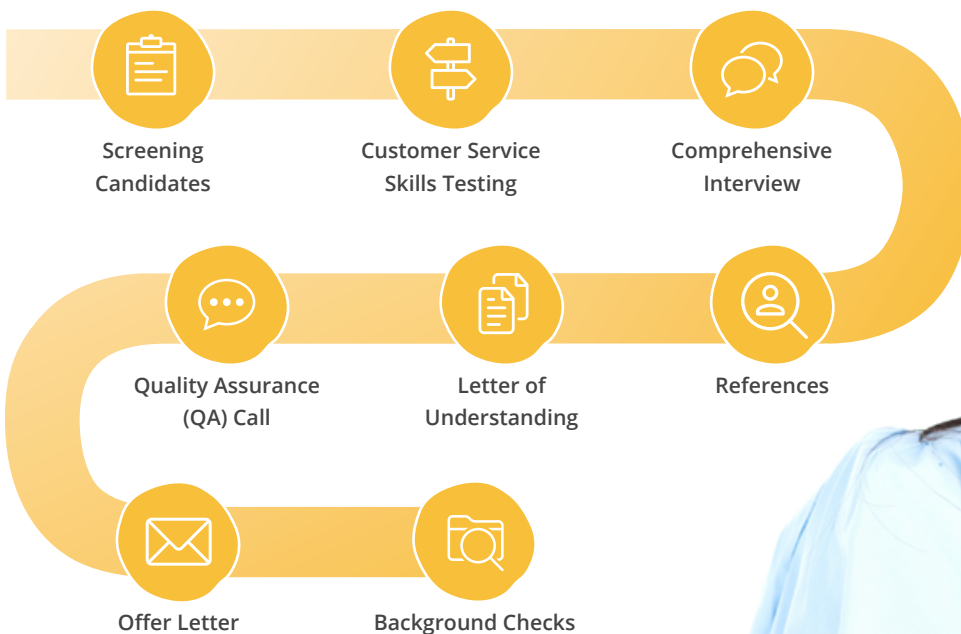 Screening
Candidates
Customer Service
Skills Testing
Comprehensive
Interview
Quality Assurance
(QA) Call
Letter of
Understanding
References
Offer Letter
Background Checks